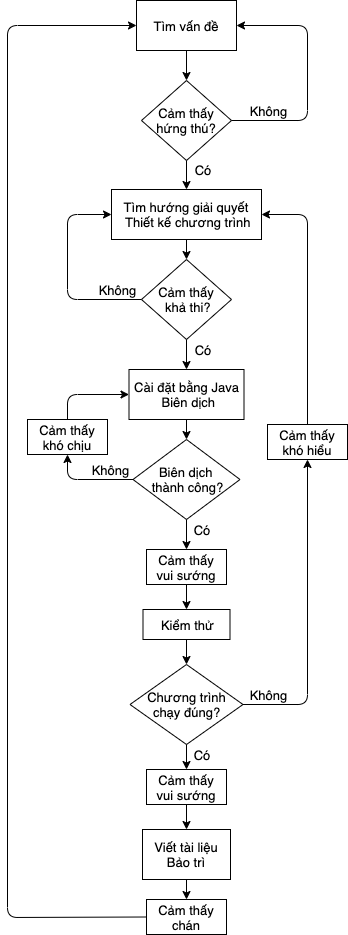 Tìm vấn đề
Cảm thấy
hứng thú?
Không
Có
Tìm hướng giải quyết
Thiết kế chương trình
Không
Cảm thấy
khả thi?
Có
Cài đặt bằng Java
Biên dịch
Cảm thấy
khó chịu
Cảm thấy
khó hiểu
Không
Biên dịch
thành công?
Có
Cảm thấy
vui sướng
Kiểm thử
Chương trình
chạy đúng?
Không
Có
Cảm thấy
vui sướng
Viết tài liệu
Bảo trì
Cảm thấy
chán